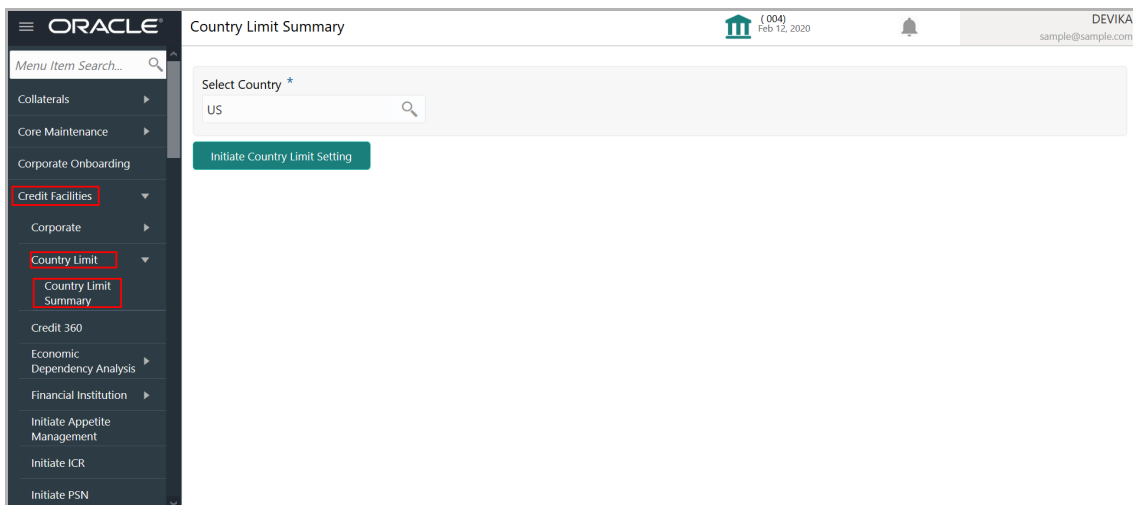 ORACLE®
Country Limit Summary
( 004)
Feb 12, 2020
DEVIKA
sample@sample.com
Menu Item Search...
Collaterals
Core Maintenance
Corporate Onboarding
Credit Facilities
Corporate
Country Limit
Country Limit
Summary
Credit 360
Economic
Dependency Analysis
Financial Institution
Initiate Appetite
Management
Initiate ICR
Initiate PSN
Select Country *
US
Initiate Country Limit Setting